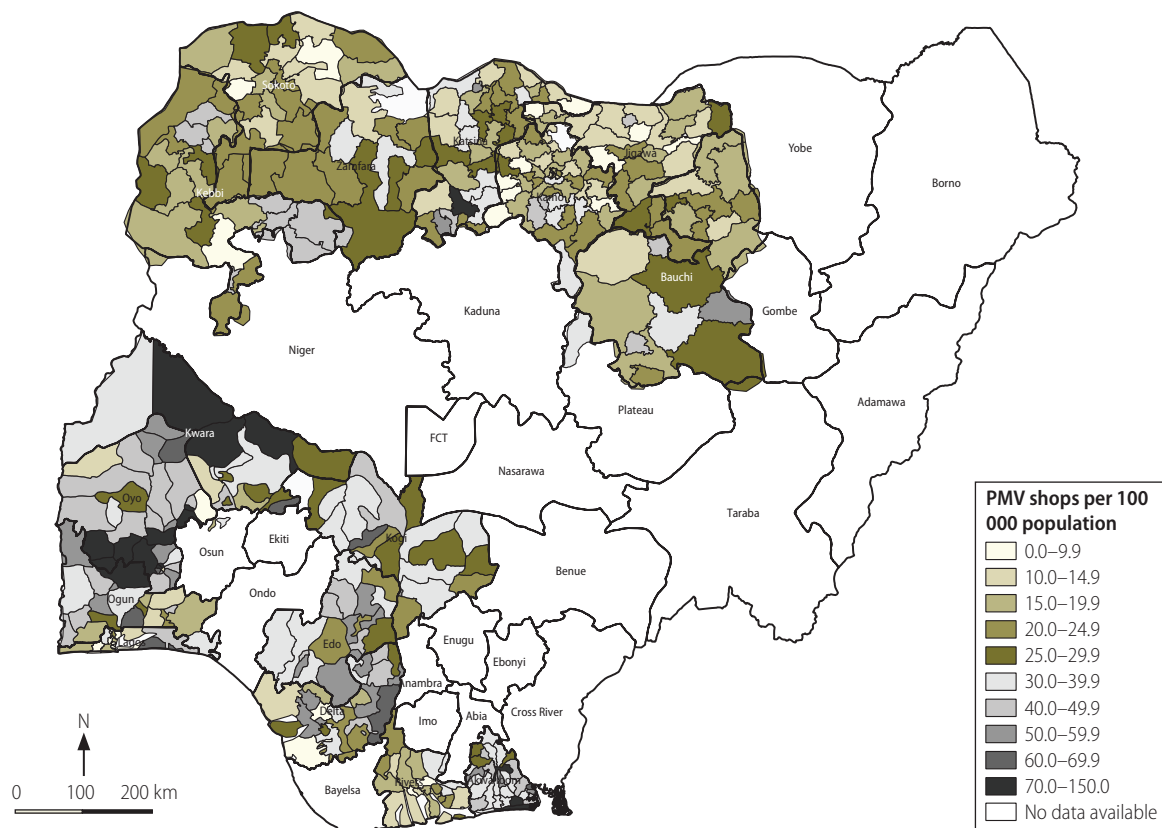 Sokoto
Katsina
Yobe
Jigawa
Zamfara
Borno
Kebbi
Kano
Bauchi
Kaduna
Gombe
Niger
Adamawa
Plateau
Kwara
FCT
Nasarawa
Oyo
Taraba
Kogi
Osun
Ekiti
Benue
Ogun
Ondo
Lagos
Edo
Enugu
Ebonyi
Anambra
Delta
Imo
Abia
Cross River
Rivers
Akwa Ibom
Bayelsa
N
0 100 200 km
PMV shops per 100
000 population
0.0–9.9
10.0–14.9
15.0–19.9
20.0–24.9
25.0–29.9
30.0–39.9
40.0–49.9
50.0–59.9
60.0–69.9
70.0–150.0
No data available